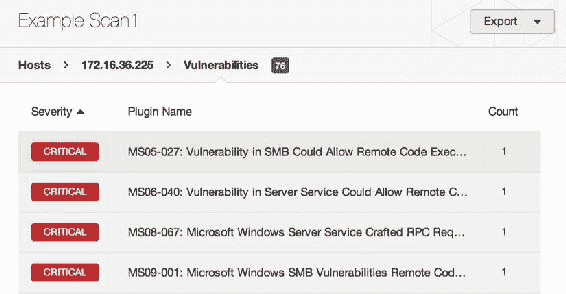 Example Scan1
Export
Hosts > 172.16.36.225 > Vulnerabilities 76
Severity Plugin Name Count
CRITICAL MS05-027: Vulnerability in SMB Could Allow Remote Code Exec... 1
CRITICAL MS06-040: Vulnerability in Server Service Could Allow Remote C... 1
CRITICAL MS08-067: Microsoft Windows Server Service Crafted RPC Req... 1
CRITICAL MS09-001: Microsoft Windows SMB Vulnerabilities Remote Cod... 1